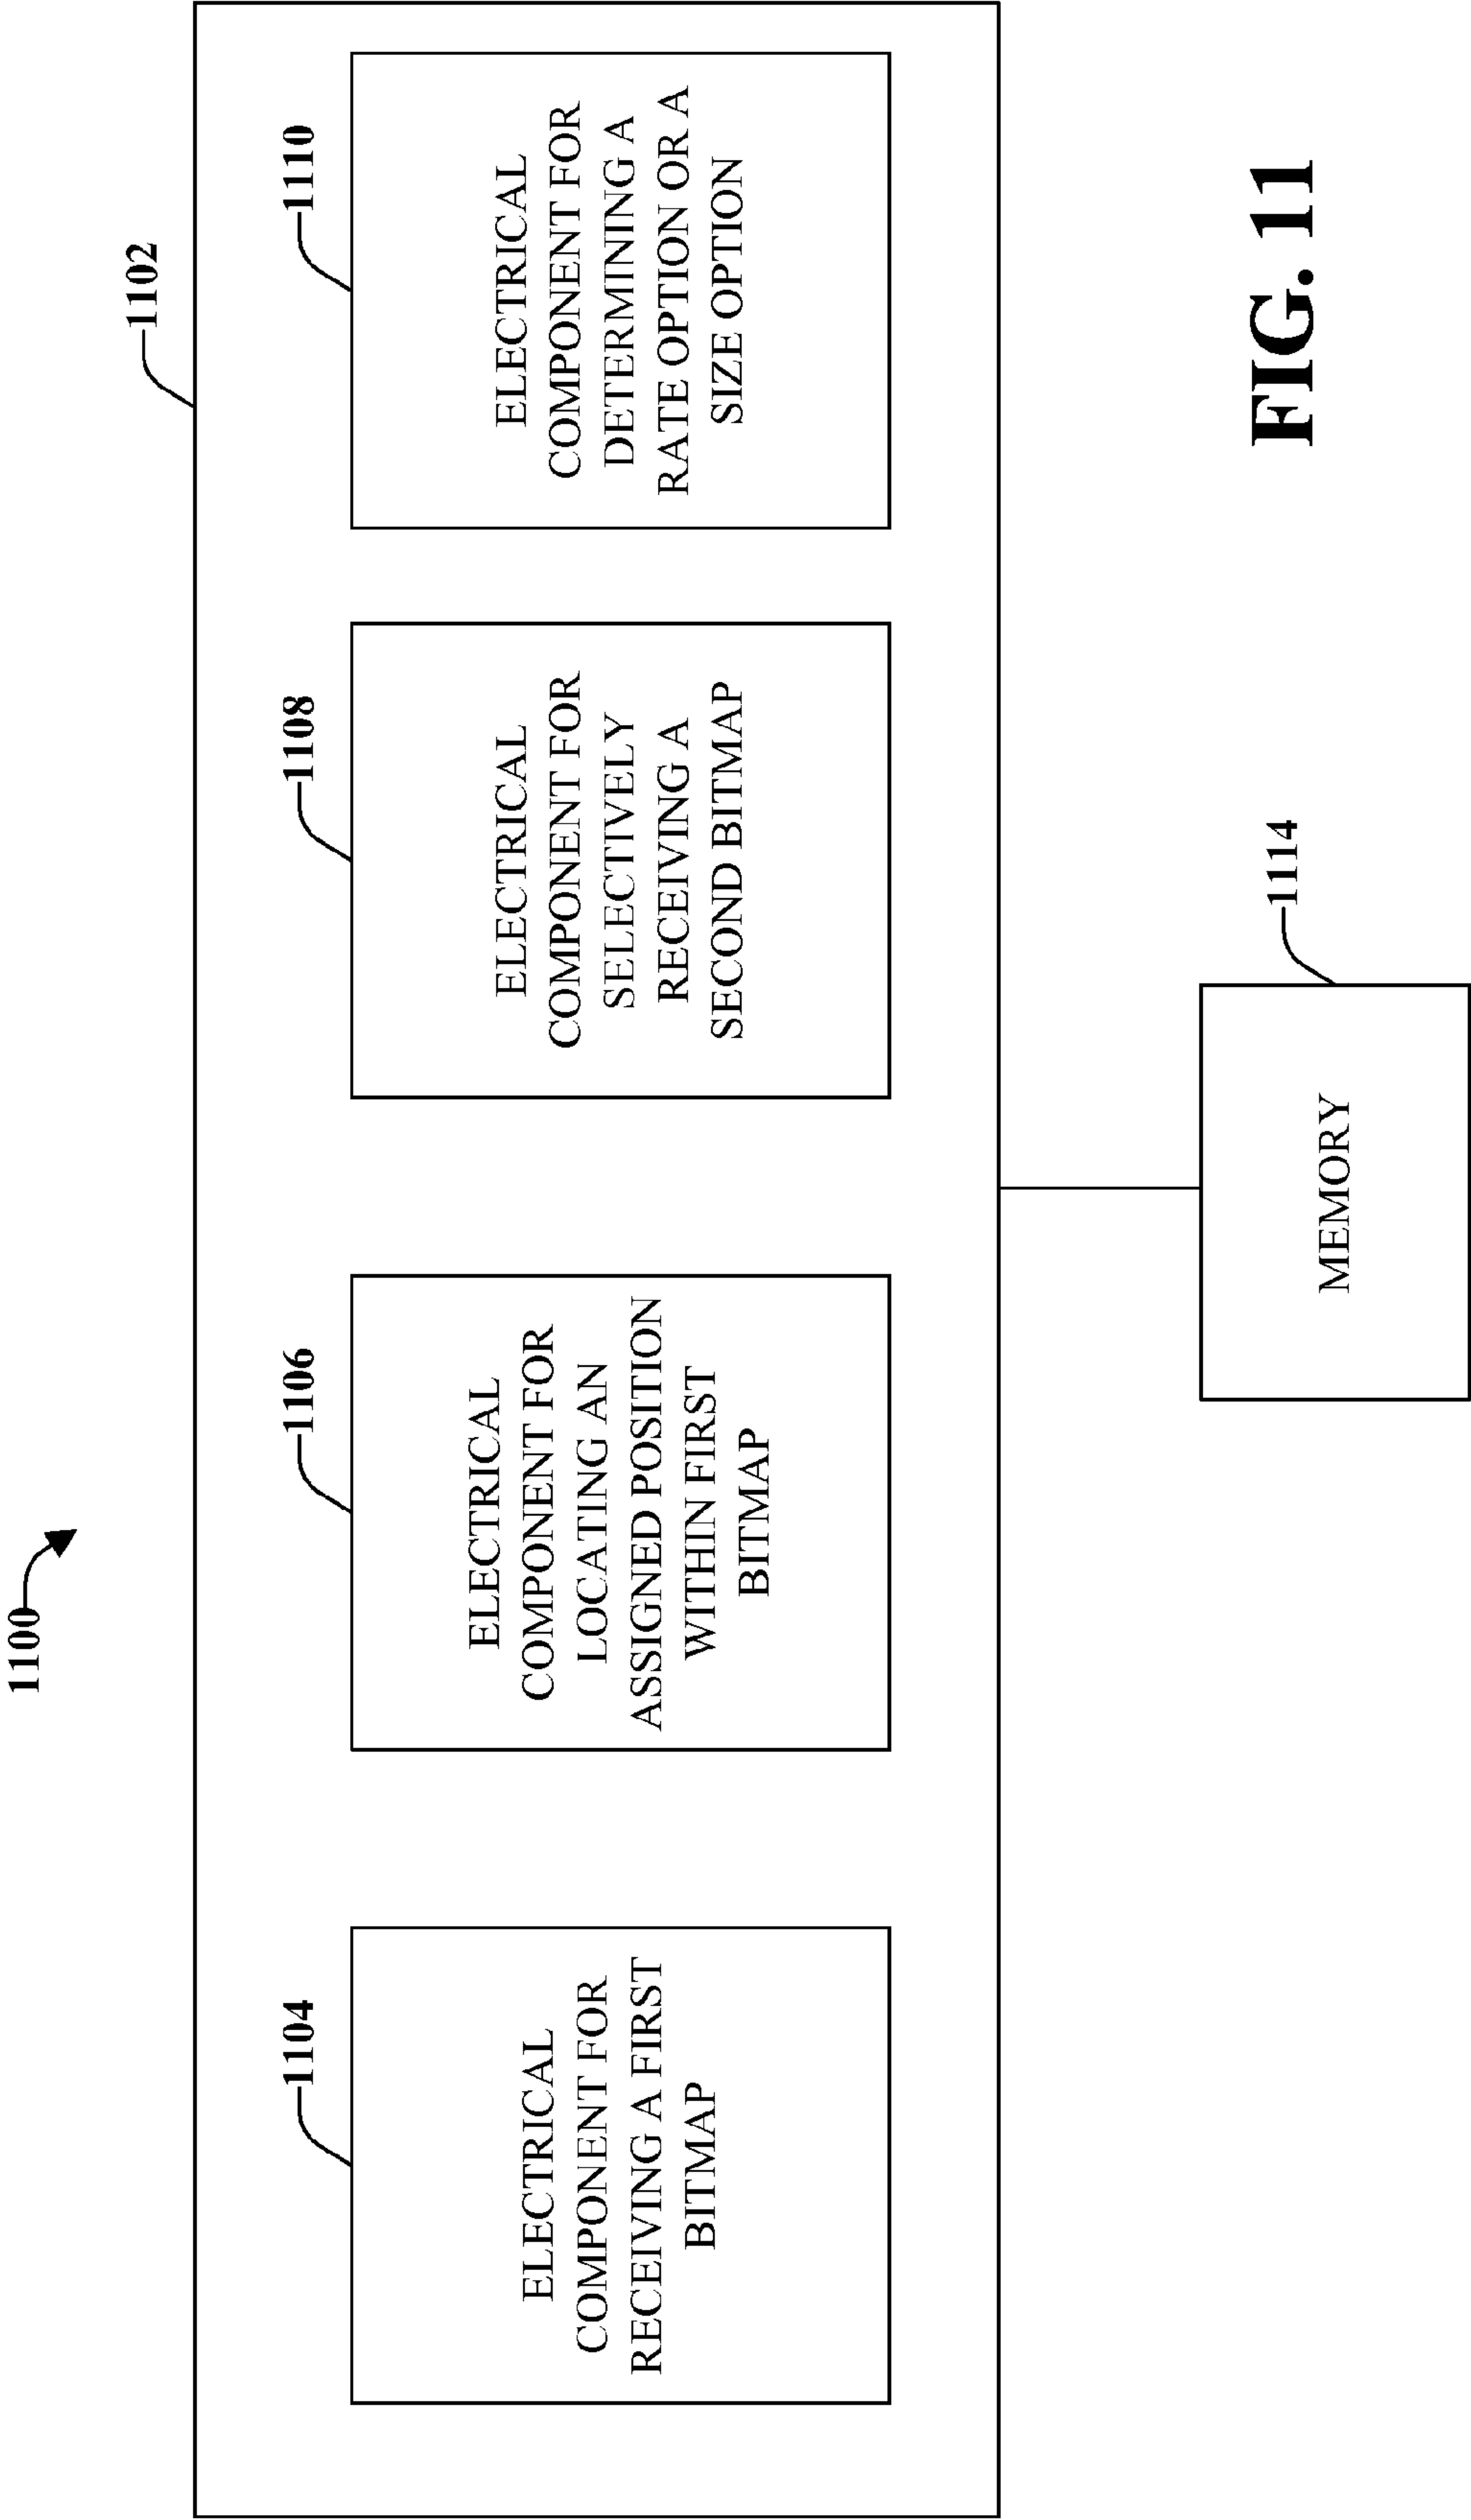 1100
1102
1104
ELECTRICAL
COMPONENT FOR
RECEIVING A FIRST
BITMAP
1106
ELECTRICAL
COMPONENT FOR
LOCATING AN
ASSIGNED POSITION
WITHIN FIRST
BITMAP
1108
ELECTRICAL
COMPONENT FOR
SELECTIVELY
RECEIVING A
SECOND BITMAP
1110
ELECTRICAL
COMPONENT FOR
DETERMINING A
RATE OPTION OR A
SIZE OPTION
1114
MEMORY
FIG. 11